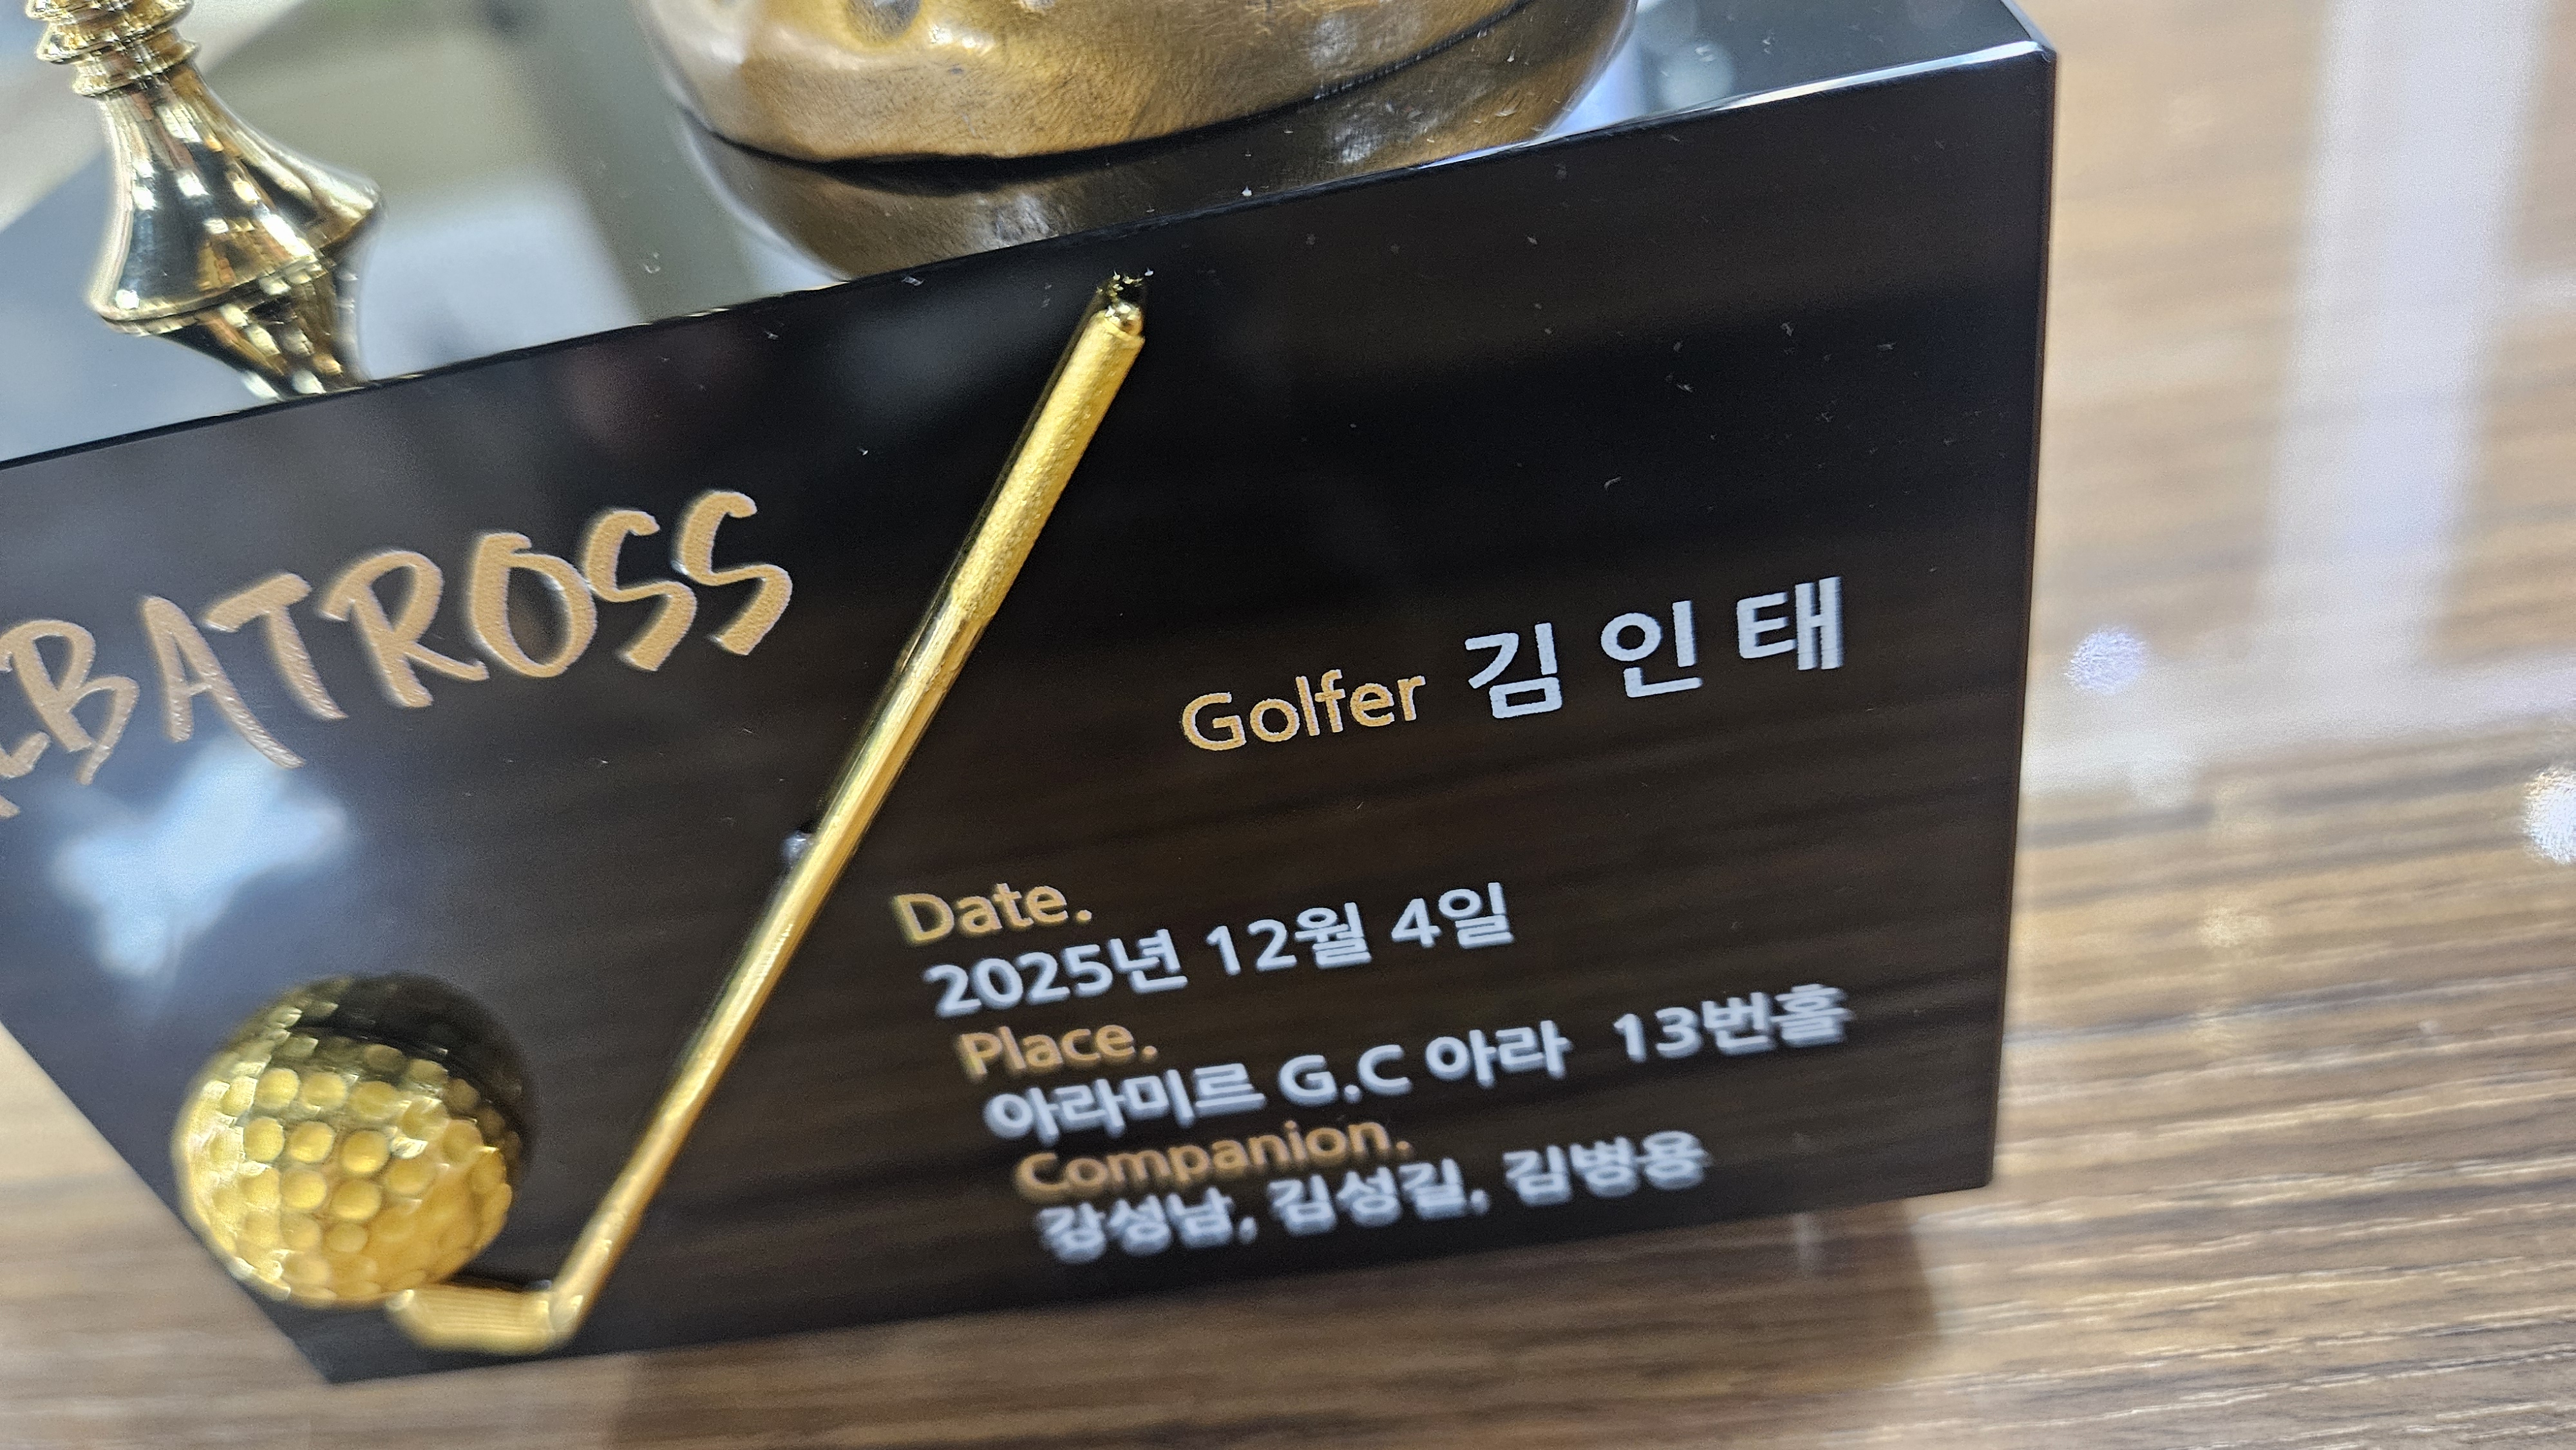 ALBATROSS
Golfer 김인태
Date.
2025년 12월 4일
Place.
아라미르 G.C 아라 13번홀
Companion.
강성남, 김성길, 김병용